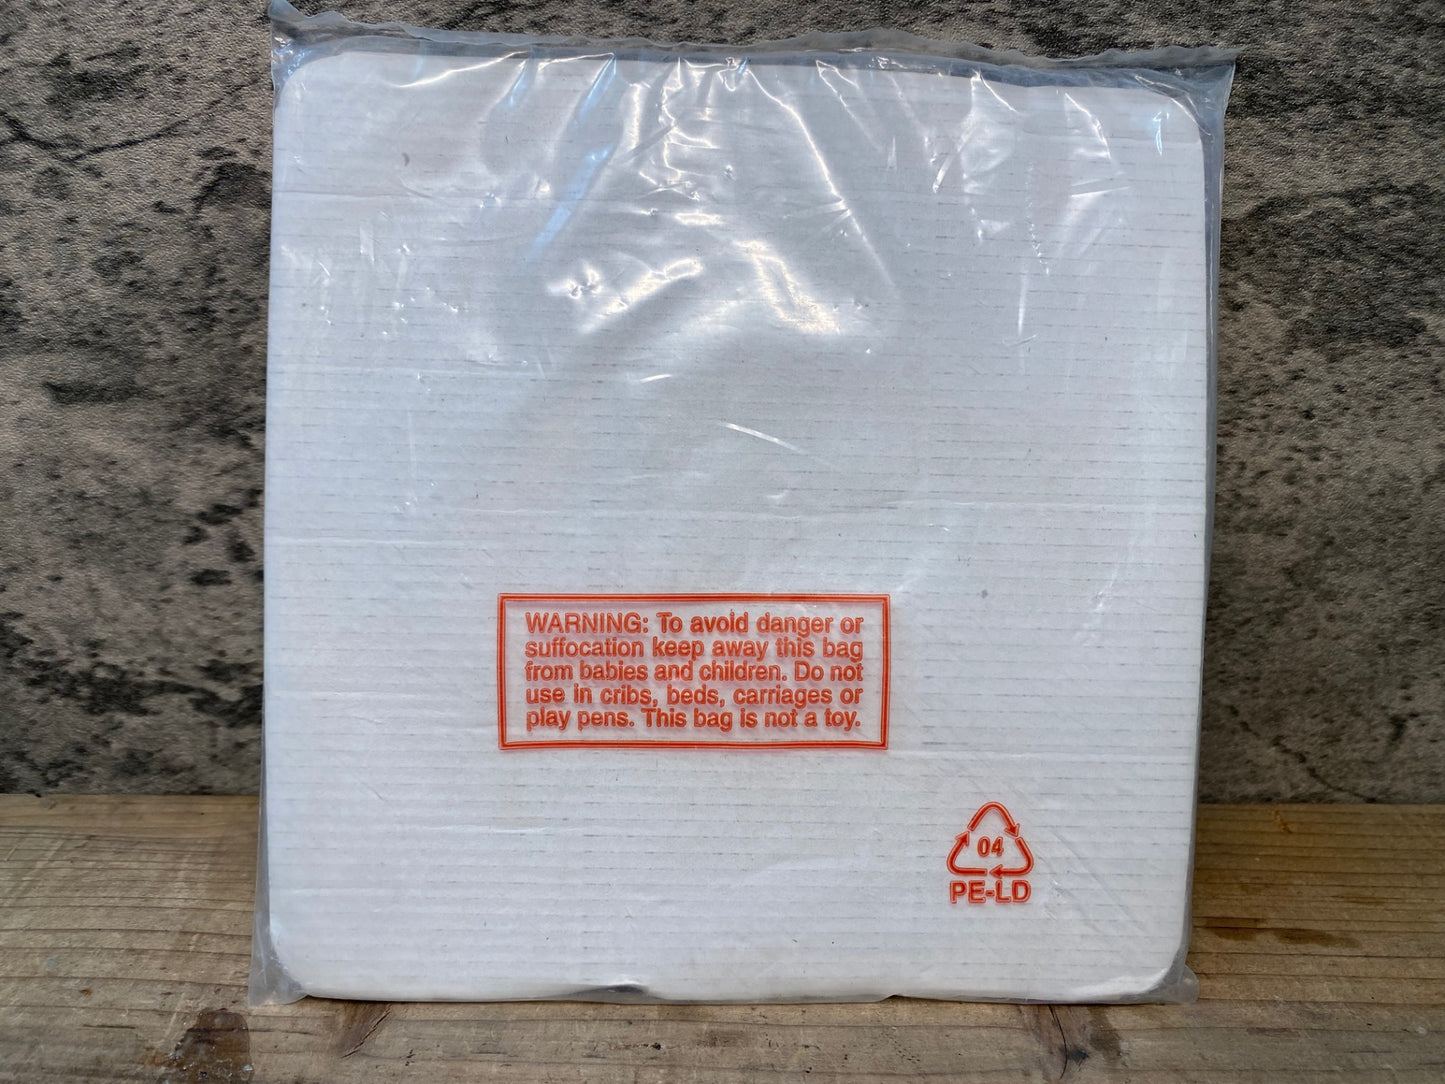 WARNING: To avoid danger or
suffocation keep away this bag
from babies and children. Do not
use in cribs, beds, carriages or
play pens. This bag is not a toy.
04
PE-LD